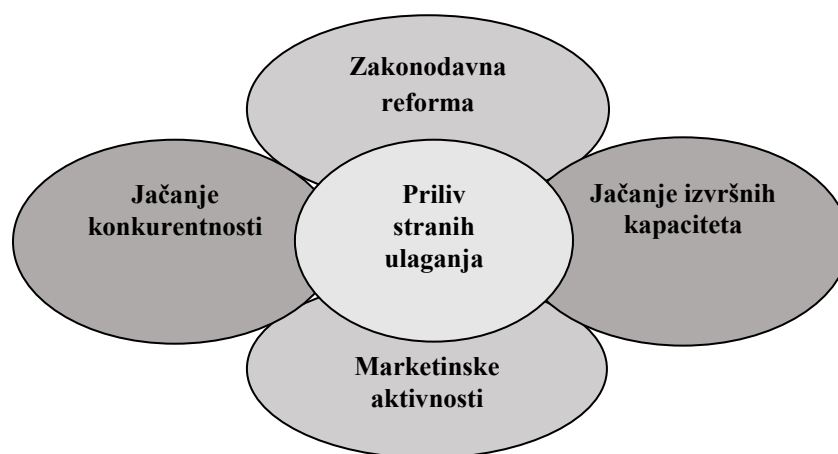 Zakonodavna
reforma
Jačanje
konkurentnosti
Priliv
stranih
ulaganja
Jačanje izvršnih
kapaciteta
Marketinske
aktivnosti